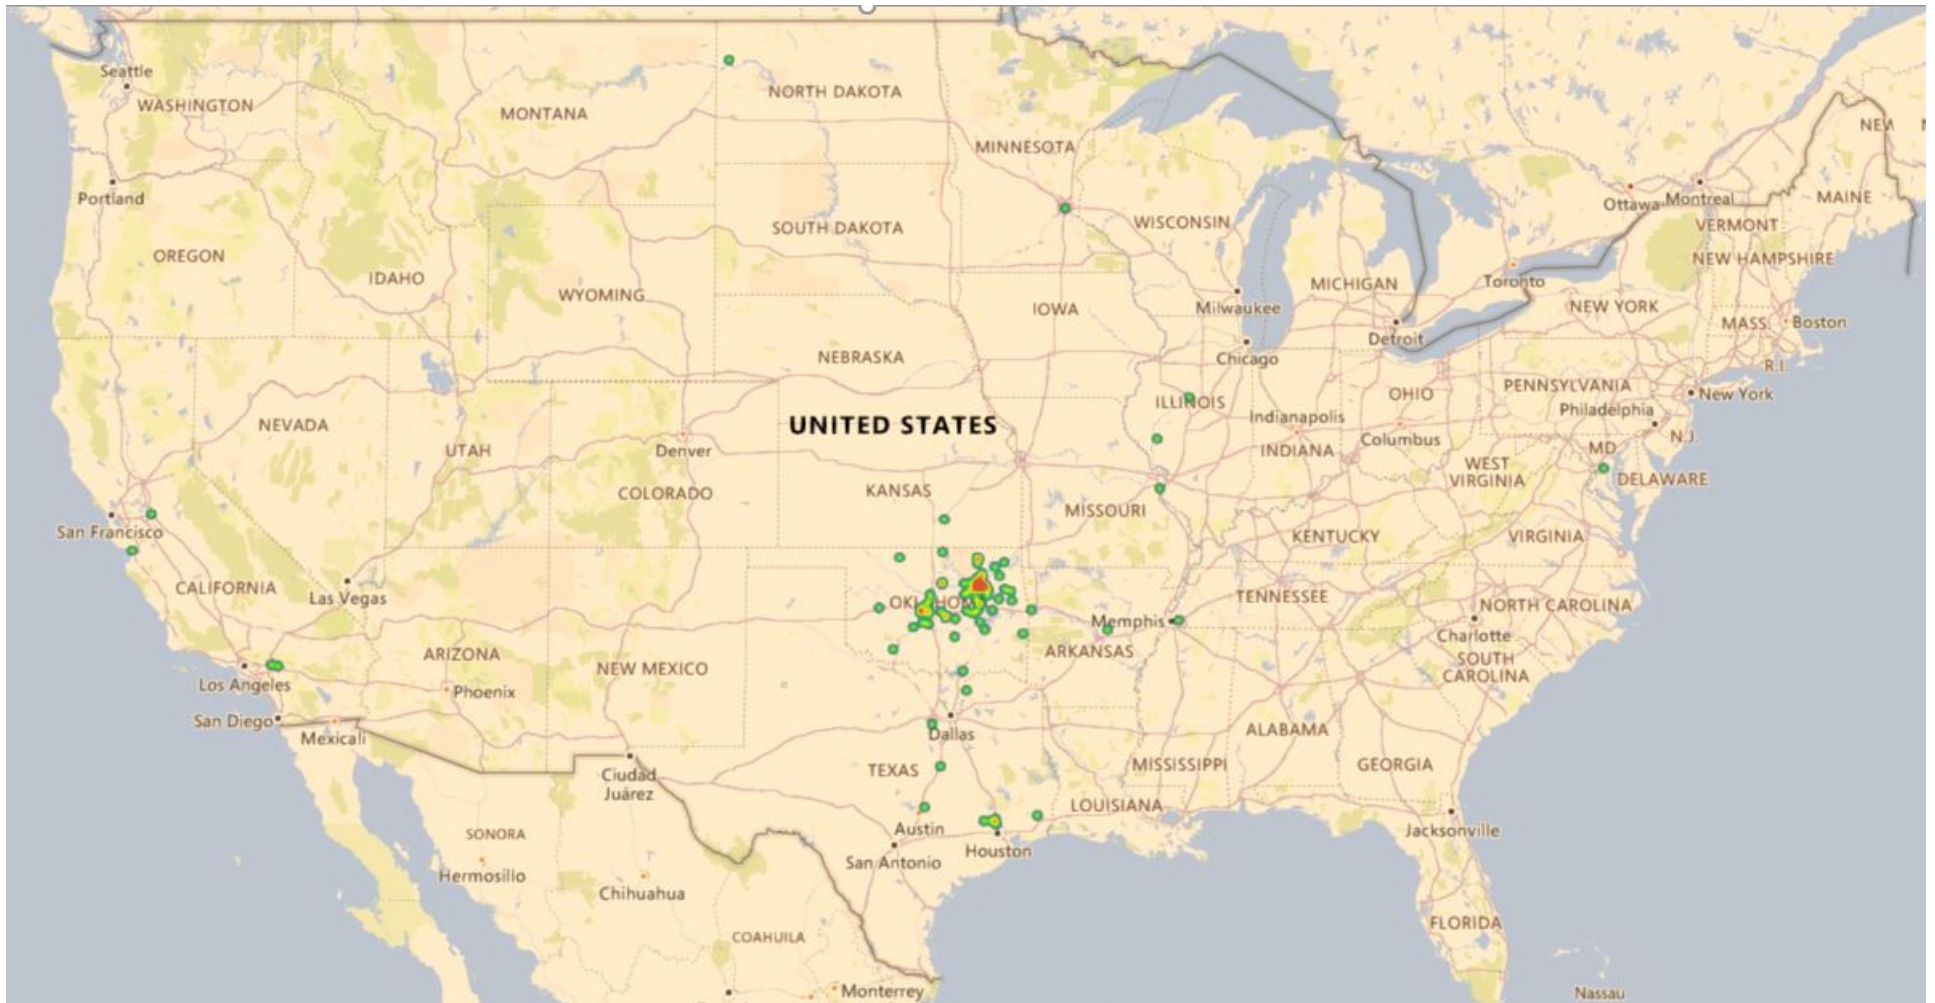 Seattle
WASHINGTON
MONTANA
NORTH DAKOTA
MINNESOTA
Portland
OREGON
IDAHO
WYOMING
SOUTH DAKOTA
WISCONSIN
Ottawa
Montreal
MAINE
VERMONT
NEW HAMPSHIRE
Toronto
MICHIGAN
NEW YORK
IOWA
Milwaukee
MASS.
Boston
Detroit
Chicago
R.I.
NEBRASKA
PENNSYLVANIA
New York
OHIO
ILLINOIS
Philadelphia
Indianapolis
UNITED STATES
NEVADA
Columbus
N.J.
UTAH
Denver
INDIANA
MD
WEST
VIRGINIA
DELAWARE
COLORADO
KANSAS
MISSOURI
San Francisco
KENTUCKY
VIRGINIA
CALIFORNIA
Las Vegas
OKLAHOMA
TENNESSEE
NORTH CAROLINA
Memphis
Charlotte
ARIZONA
NEW MEXICO
ARKANSAS
SOUTH
CAROLINA
Los Angeles
Phoenix
San Diego
Mexicali
Dallas
ALABAMA
TEXAS
MISSISSIPPI
GEORGIA
Ciudad
Juárez
LOUISIANA
SONORA
Austin
Jacksonville
San Antonio
Houston
Hermosillo
Chihuahua
FLORIDA
COAHUILA
Monterrey
Nassau